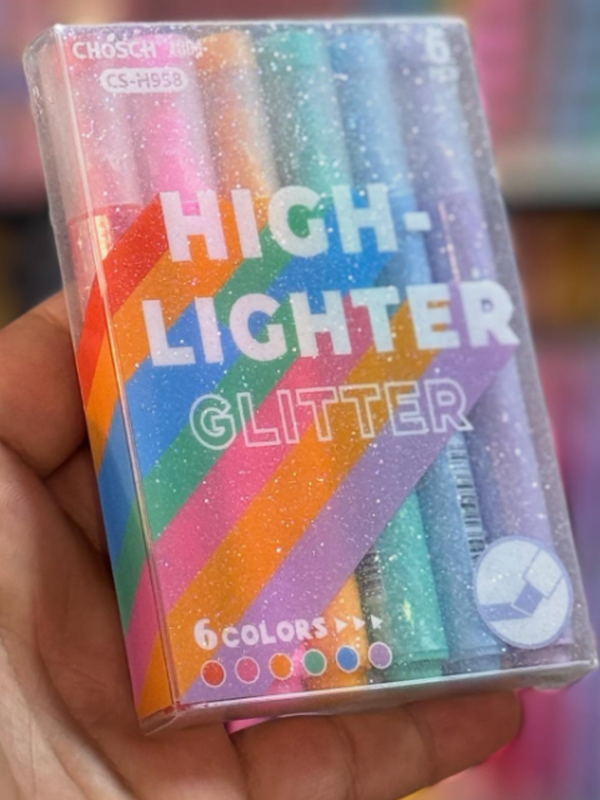 CHOSCH
6
CS-H958
HIGH-
LIGHTER
GLITTER
6 COLORS